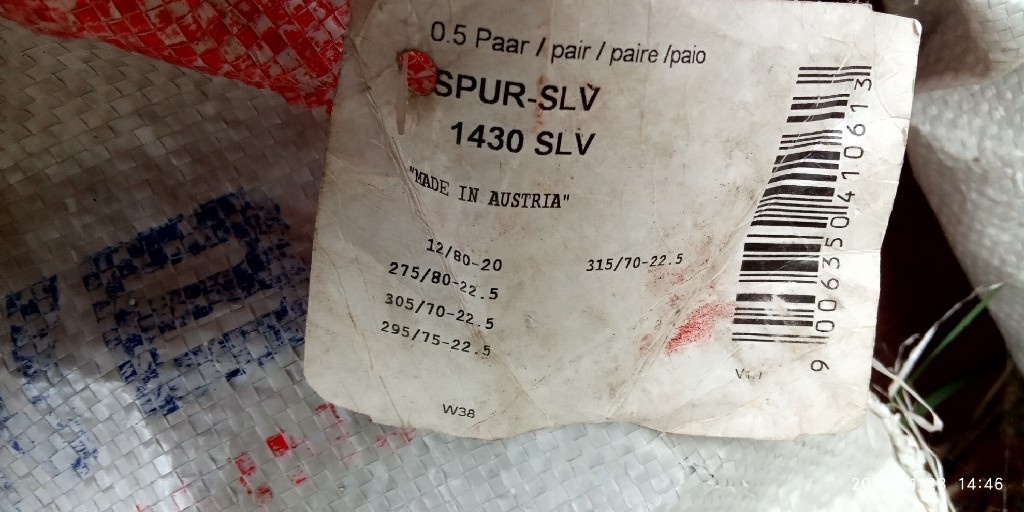 0.5 Paar / pair / paire /paio
SPUR-SLV
1430 SLV
"MADE IN AUSTRIA"
12/80-20
275/80-22.5
305/70-22.5
295/75-22.5
315/70-22.5
W38
9 006350 410613
14:46